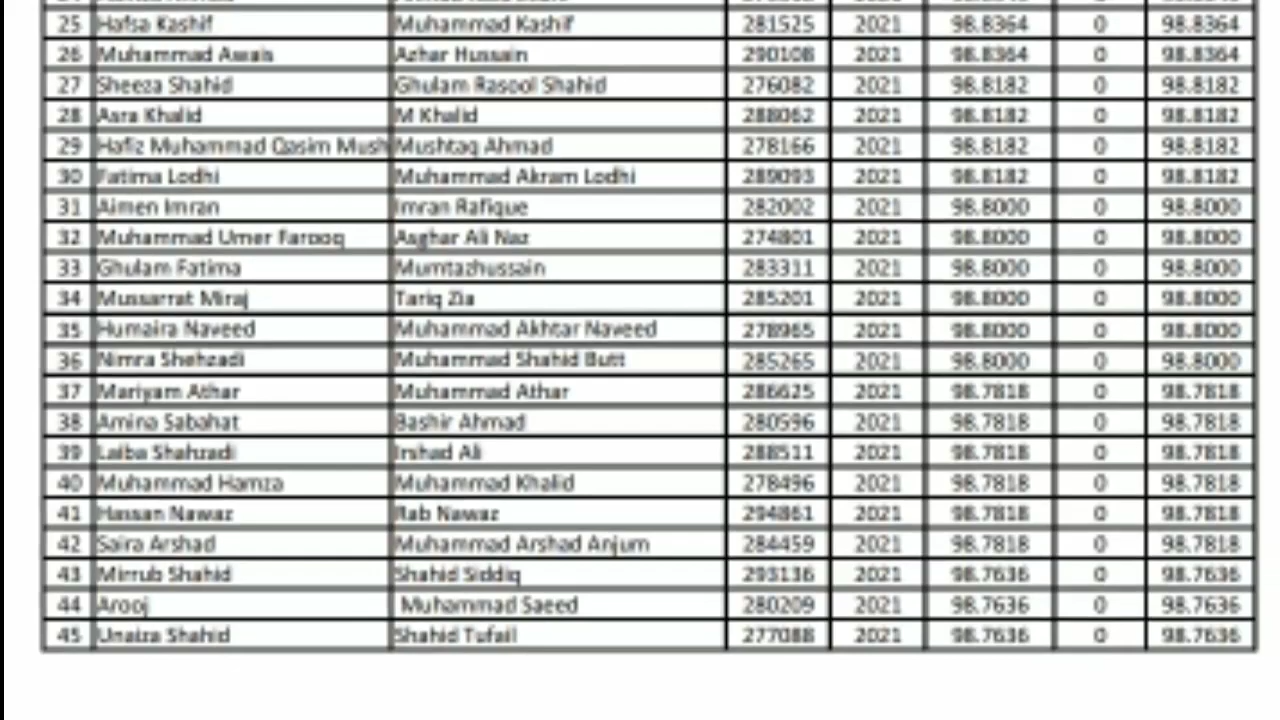 25 Hafsa Kashif Muhammad Kashif 281525 2021 98.8364 0 98.8364
26 Muhammad Awais Azhar Hussain 290108 2021 98.8364 0 98.8364
27 Sheeza Shahid Ghulam Rasool Shahid 276082 2021 98.8182 0 98.8182
28 Asra Khalid M Khalid 288062 2021 98.8182 0 98.8182
29 Hafiz Muhammad Qasim Mush Mushtaq Ahmad 278166 2021 98.8182 0 98.8182
30 Fatima Lodhi Muhammad Akram Lodhi 289093 2021 98.8182 0 98.8182
31 Aimen Imran Imran Rafique 282002 2021 98.8000 0 98.8000
32 Muhammad Umer Farooq Asghar Ali Naz 274801 2021 98.8000 0 98.8000
33 Ghulam Fatima Mumtazhussain 283311 2021 98.8000 0 98.8000
34 Mussarrat Miraj Tariq Zia 285201 2021 98.8000 0 98.8000
35 Humaira Naveed Muhammad Akhtar Naveed 278965 2021 98.8000 0 98.8000
36 Nimra Shehzadi Muhammad Shahid Butt 285265 2021 98.8000 0 98.8000
37 Mariyam Athar Muhammad Athar 286625 2021 98.7818 0 98.7818
38 Amina Sabahat Bashir Ahmad 280596 2021 98.7818 0 98.7818
39 Laiba Shahzadi Irshad Ali 288511 2021 98.7818 0 98.7818
40 Muhammad Hamza Muhammad Khalid 278496 2021 98.7818 0 98.7818
41 Hassan Nawaz Rab Nawaz 294861 2021 98.7818 0 98.7818
42 Saira Arshad Muhammad Arshad Anjum 284459 2021 98.7818 0 98.7818
43 Mirrub Shahid Shahid Siddiq 293136 2021 98.7636 0 98.7636
44 Arooj Muhammad Saeed 280209 2021 98.7636 0 98.7636
45 Unaiza Shahid Shahid Tufail 277088 2021 98.7636 0 98.7636